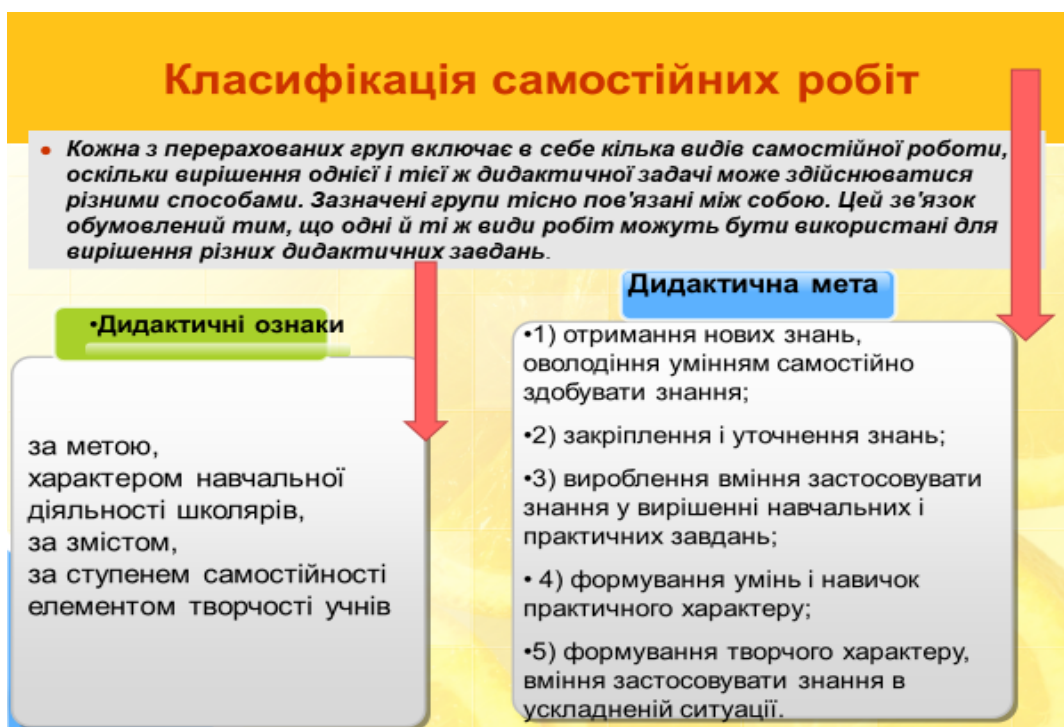 Класифікація самостійних робіт
• Кожна з перерахованих груп включає в себе кілька видів самостійної роботи,
оскільки вирішення однієї і тієї ж дидактичної задачі може здійснюватися
різними способами. Зазначені групи тісно пов'язані між собою. Цей зв'язок
обумовлений тим, що одні й ті ж види робіт можуть бути використані для
вирішення різних дидактичних завдань.
•Дидактичні ознаки
за метою,
характером навчальної
діяльності школярів,
за змістом,
за ступенем самостійності
елементом творчості учнів
Дидактична мета
•1) отримання нових знань,
оволодіння умінням самостійно
здобувати знання;
•2) закріплення і уточнення знань;
•3) вироблення вміння застосовувати
знання у вирішенні навчальних і
практичних завдань;
• 4) формування умінь і навичок
практичного характеру;
•5) формування творчого характеру,
вміння застосовувати знання в
ускладненій ситуації.